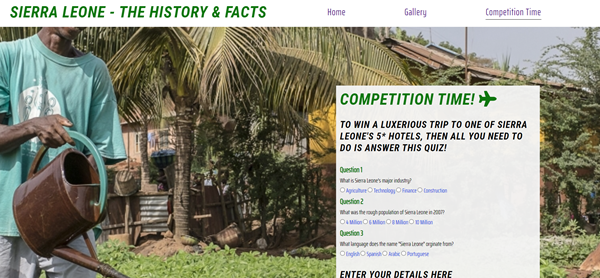 SIERRA LEONE - THE HISTORY & FACTS
Home
Gallery
Competition Time
COMPETITION TIME!
TO WIN A LUXERIOUS TRIP TO ONE OF SIERRA
LEONE'S 5* HOTELS, THEN ALL YOU NEED TO
DO IS ANSWER THIS QUIZ!
Question 1
What is Sierra Leone's major industry?
Agriculture Technology Finance Construction
Question 2
What was the rough population of Sierra Leone in 2007?
4 Million 6 Million 8 Million 10 Million
Question 3
What language does the name "Sierra Leone" orginate from?
English Spanish Arabic Portuguese
ENTER YOUR DETAILS HERE